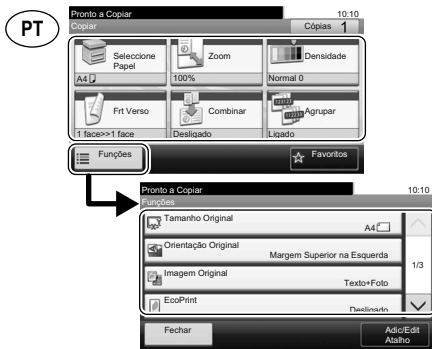 PT
Pronto a Copiar 10:10
Copiar Cópias 1
Seleccione Papel Zoom Densidade
A4 100% Normal 0
Frt Verso Combinar Agrupar
1 face>>1 face Desligado Ligado
Funções Favoritos
Pronto a Copiar 10:10
Funções
Tamanho Original
A4
Orientação Original
Margem Superior na Esquerda
1/3
Imagem Original
Texto+Foto
EcoPrint
Desligado
Fechar Adic/Edit
Atalho